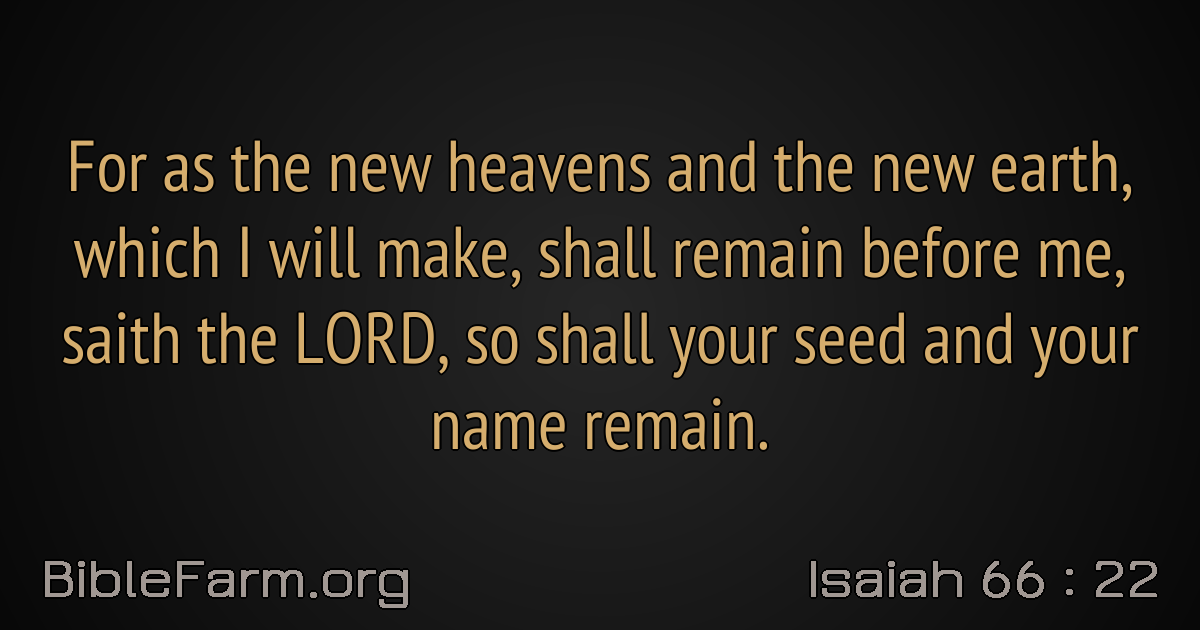 For as the new heavens and the new earth,
which I will make, shall remain before me,
saith the LORD, so shall your seed and your
name remain.
BibleFarm.org
Isaiah 66 : 22